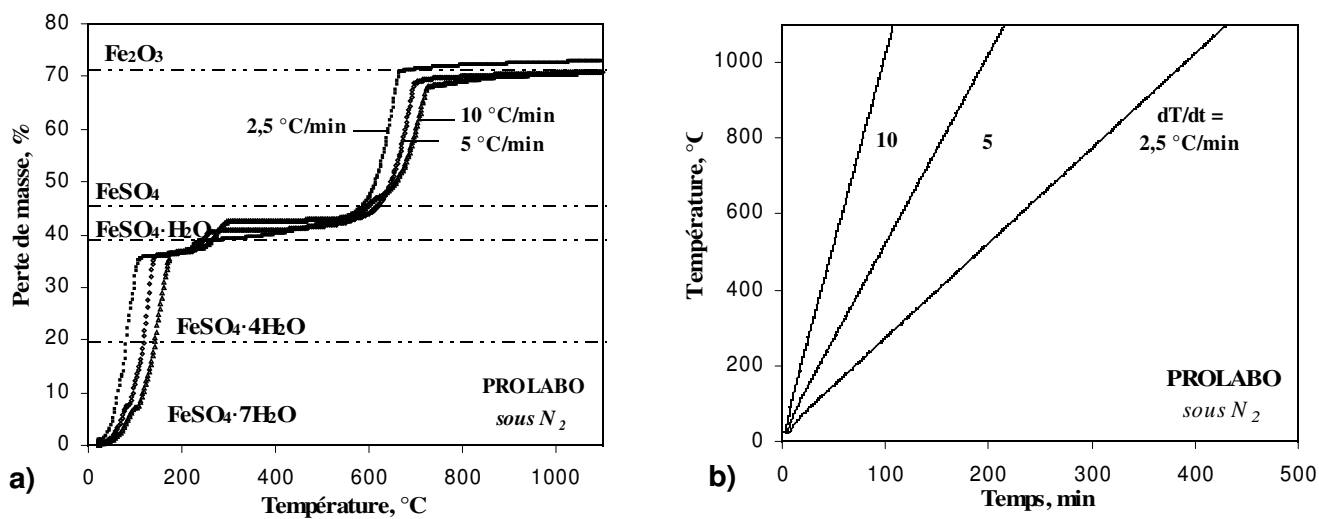 80
70
60
50
40
30
20
10
0
Perte de masse, %
Fe₂O₃
2,5 °C/min
10 °C/min
5 °C/min
FeSO₄
FeSO₄·H₂O
FeSO₄·4H₂O
FeSO₄·7H₂O
PROLABO
sous N₂
0 200 400 600 800 1000
Température, °C
a)
1000
800
600
400
200
0
Température, °C
10
5
dT/dt =
2,5 °C/min
PROLABO
sous N₂
0 100 200 300 400 500
Temps, min
b)